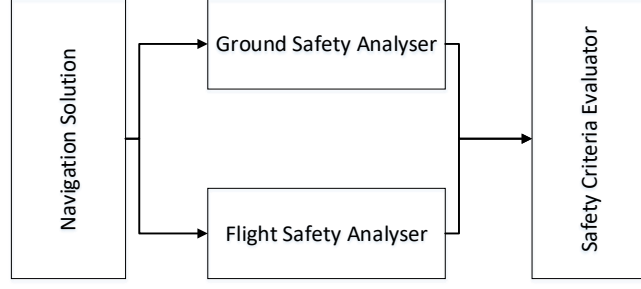 Navigation Solution
Ground Safety Analyser
Flight Safety Analyser
Safety Criteria Evaluator